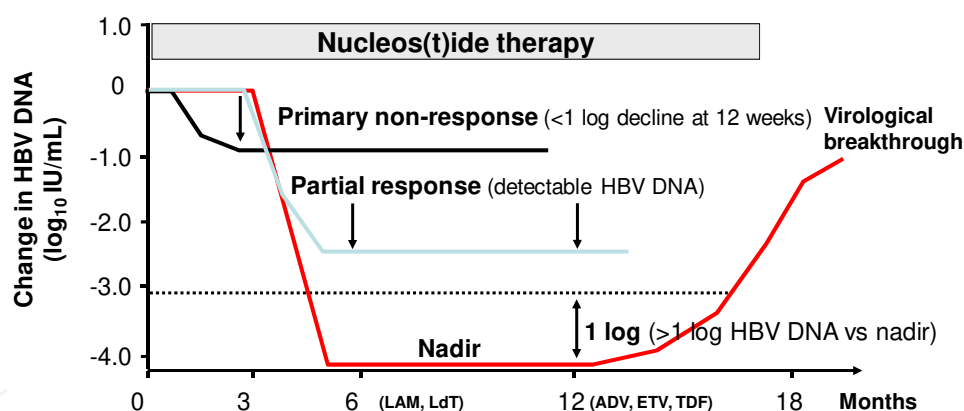 1.0
Nucleos(t)ide therapy
0
Primary non-response (<1 log decline at 12 weeks)
Virological
breakthrough
-1.0
Partial response (detectable HBV DNA)
-2.0
Change in HBV DNA
(log10 IU/mL)
-3.0
1 log (>1 log HBV DNA vs nadir)
Nadir
-4.0
0 3 6 (LAM, LdT) 12 (ADV, ETV, TDF) 18 Months